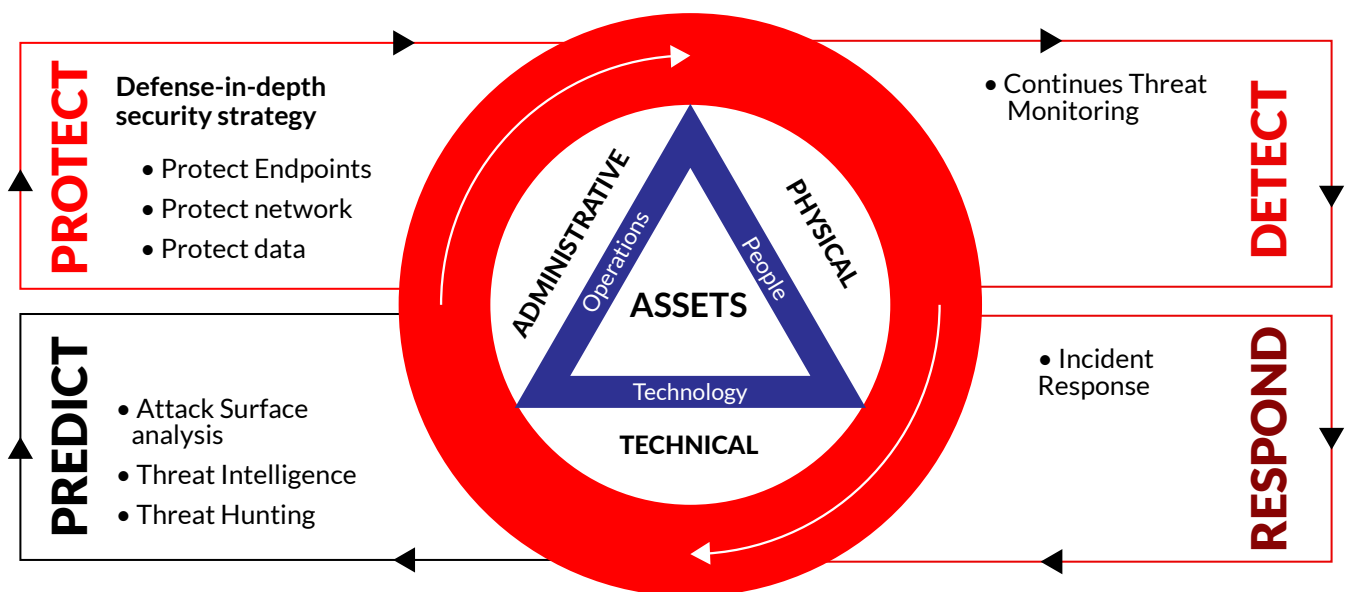 PROTECT
Defense-in-depth
security strategy
• Protect Endpoints
• Protect network
• Protect data
• Continues Threat
Monitoring
DETECT
ADMINISTRATIVE
PHYSICAL
Operations
People
ASSETS
Technology
TECHNICAL
PREDICT
• Attack Surface
analysis
• Threat Intelligence
• Threat Hunting
• Incident
Response
RESPOND